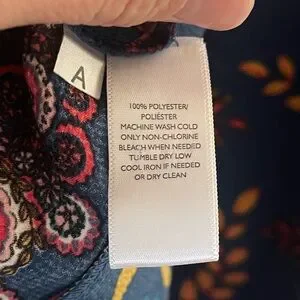 A
100% POLYESTER/
POLIÉSTER
MACHINE WASH COLD
ONLY NON-CHLORINE
BLEACH WHEN NEEDED
TUMBLE DRY LOW
COOL IRON IF NEEDED
OR DRY CLEAN